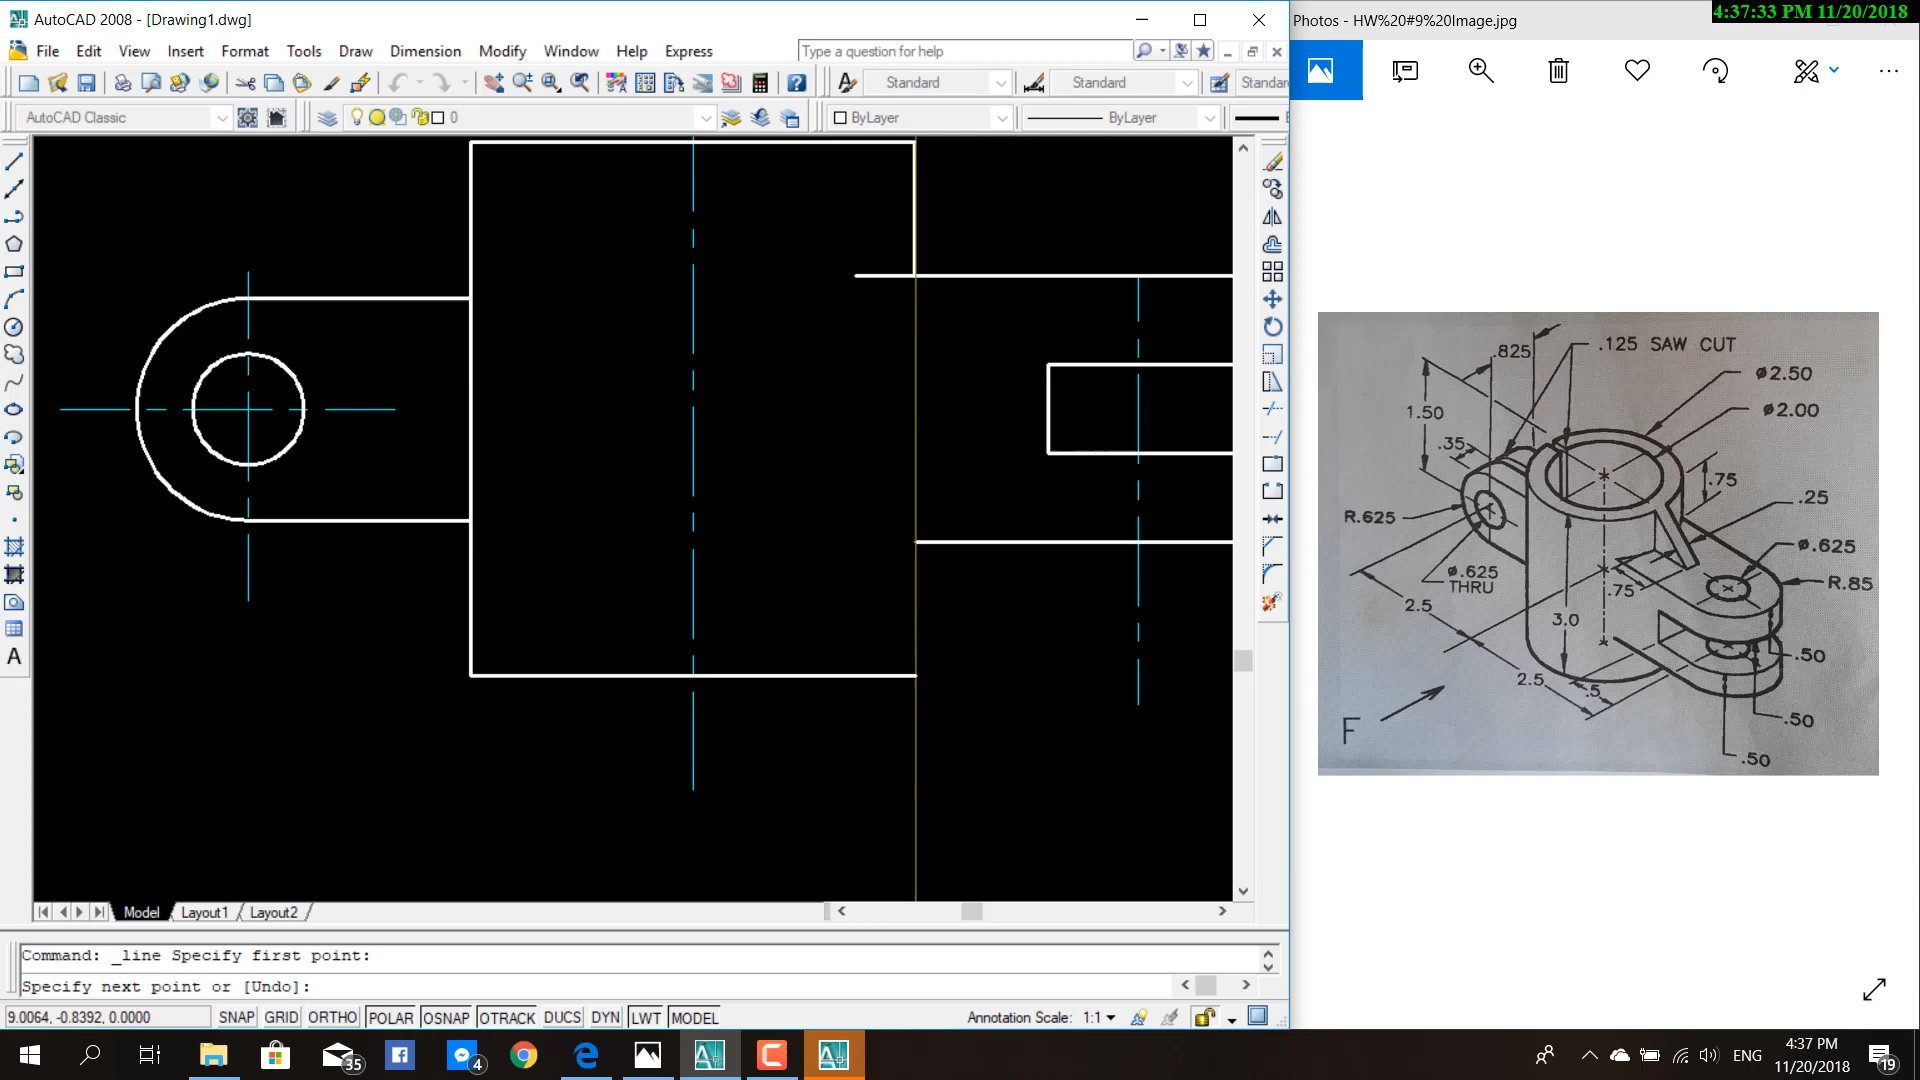 AutoCAD 2008 - [Drawing1.dwg]
Photos - HW%20#9%20Image.jpg
4:37:33 PM 11/20/2018
File Edit View Insert Format Tools Draw Dimension Modify Window Help Express
Type a question for help
Standard
Standard
Standar
AutoCAD Classic
0
ByLayer
ByLayer
.825
.125 SAW CUT
ø2.50
1.50
ø2.00
.35
.75
.25
R.625
ø.625
ø.625
THRU
R.85
.75
2.5
3.0
.50
2.5
.5
.50
F
.50
A
Model Layout1 Layout2
Command: _line Specify first point:
Specify next point or [Undo]:
9.0064, -0.8392, 0.0000 SNAP GRID ORTHO POLAR OSNAP OTRACK DUCS DYN LWT MODEL Annotation Scale: 1:1
35
4
ENG
4:37 PM
11/20/2018
19